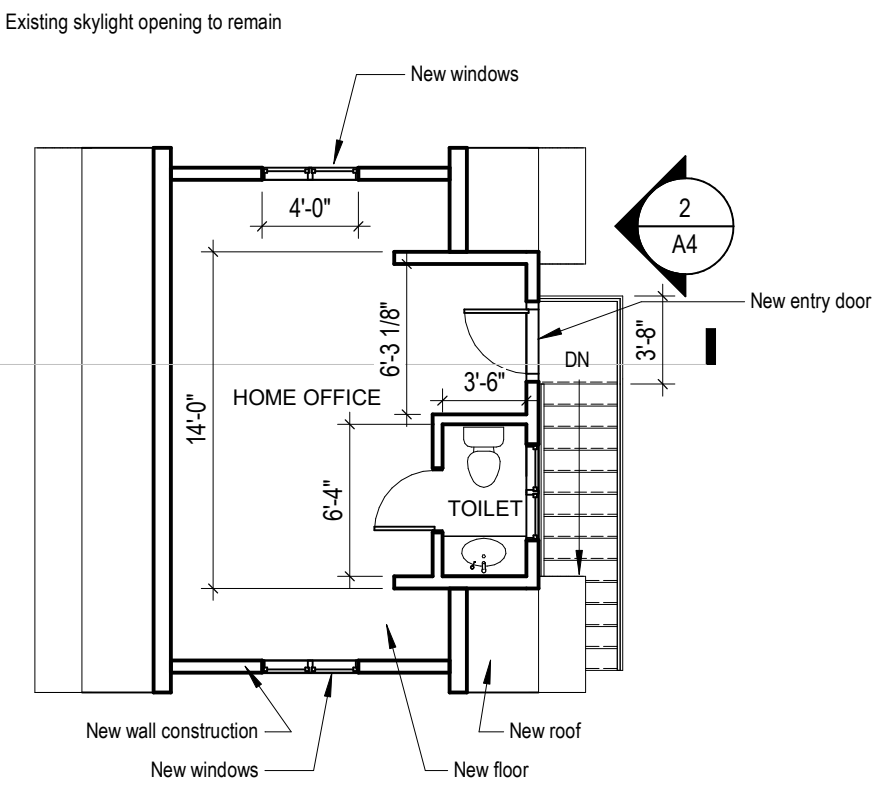 Existing skylight opening to remain
New windows
4'-0"
2
A4
New entry door
6'-3 1/8"
3'-8"
DN
3'-6"
HOME OFFICE
14'-0"
6'-4"
TOILET
New wall construction
New roof
New windows
New floor